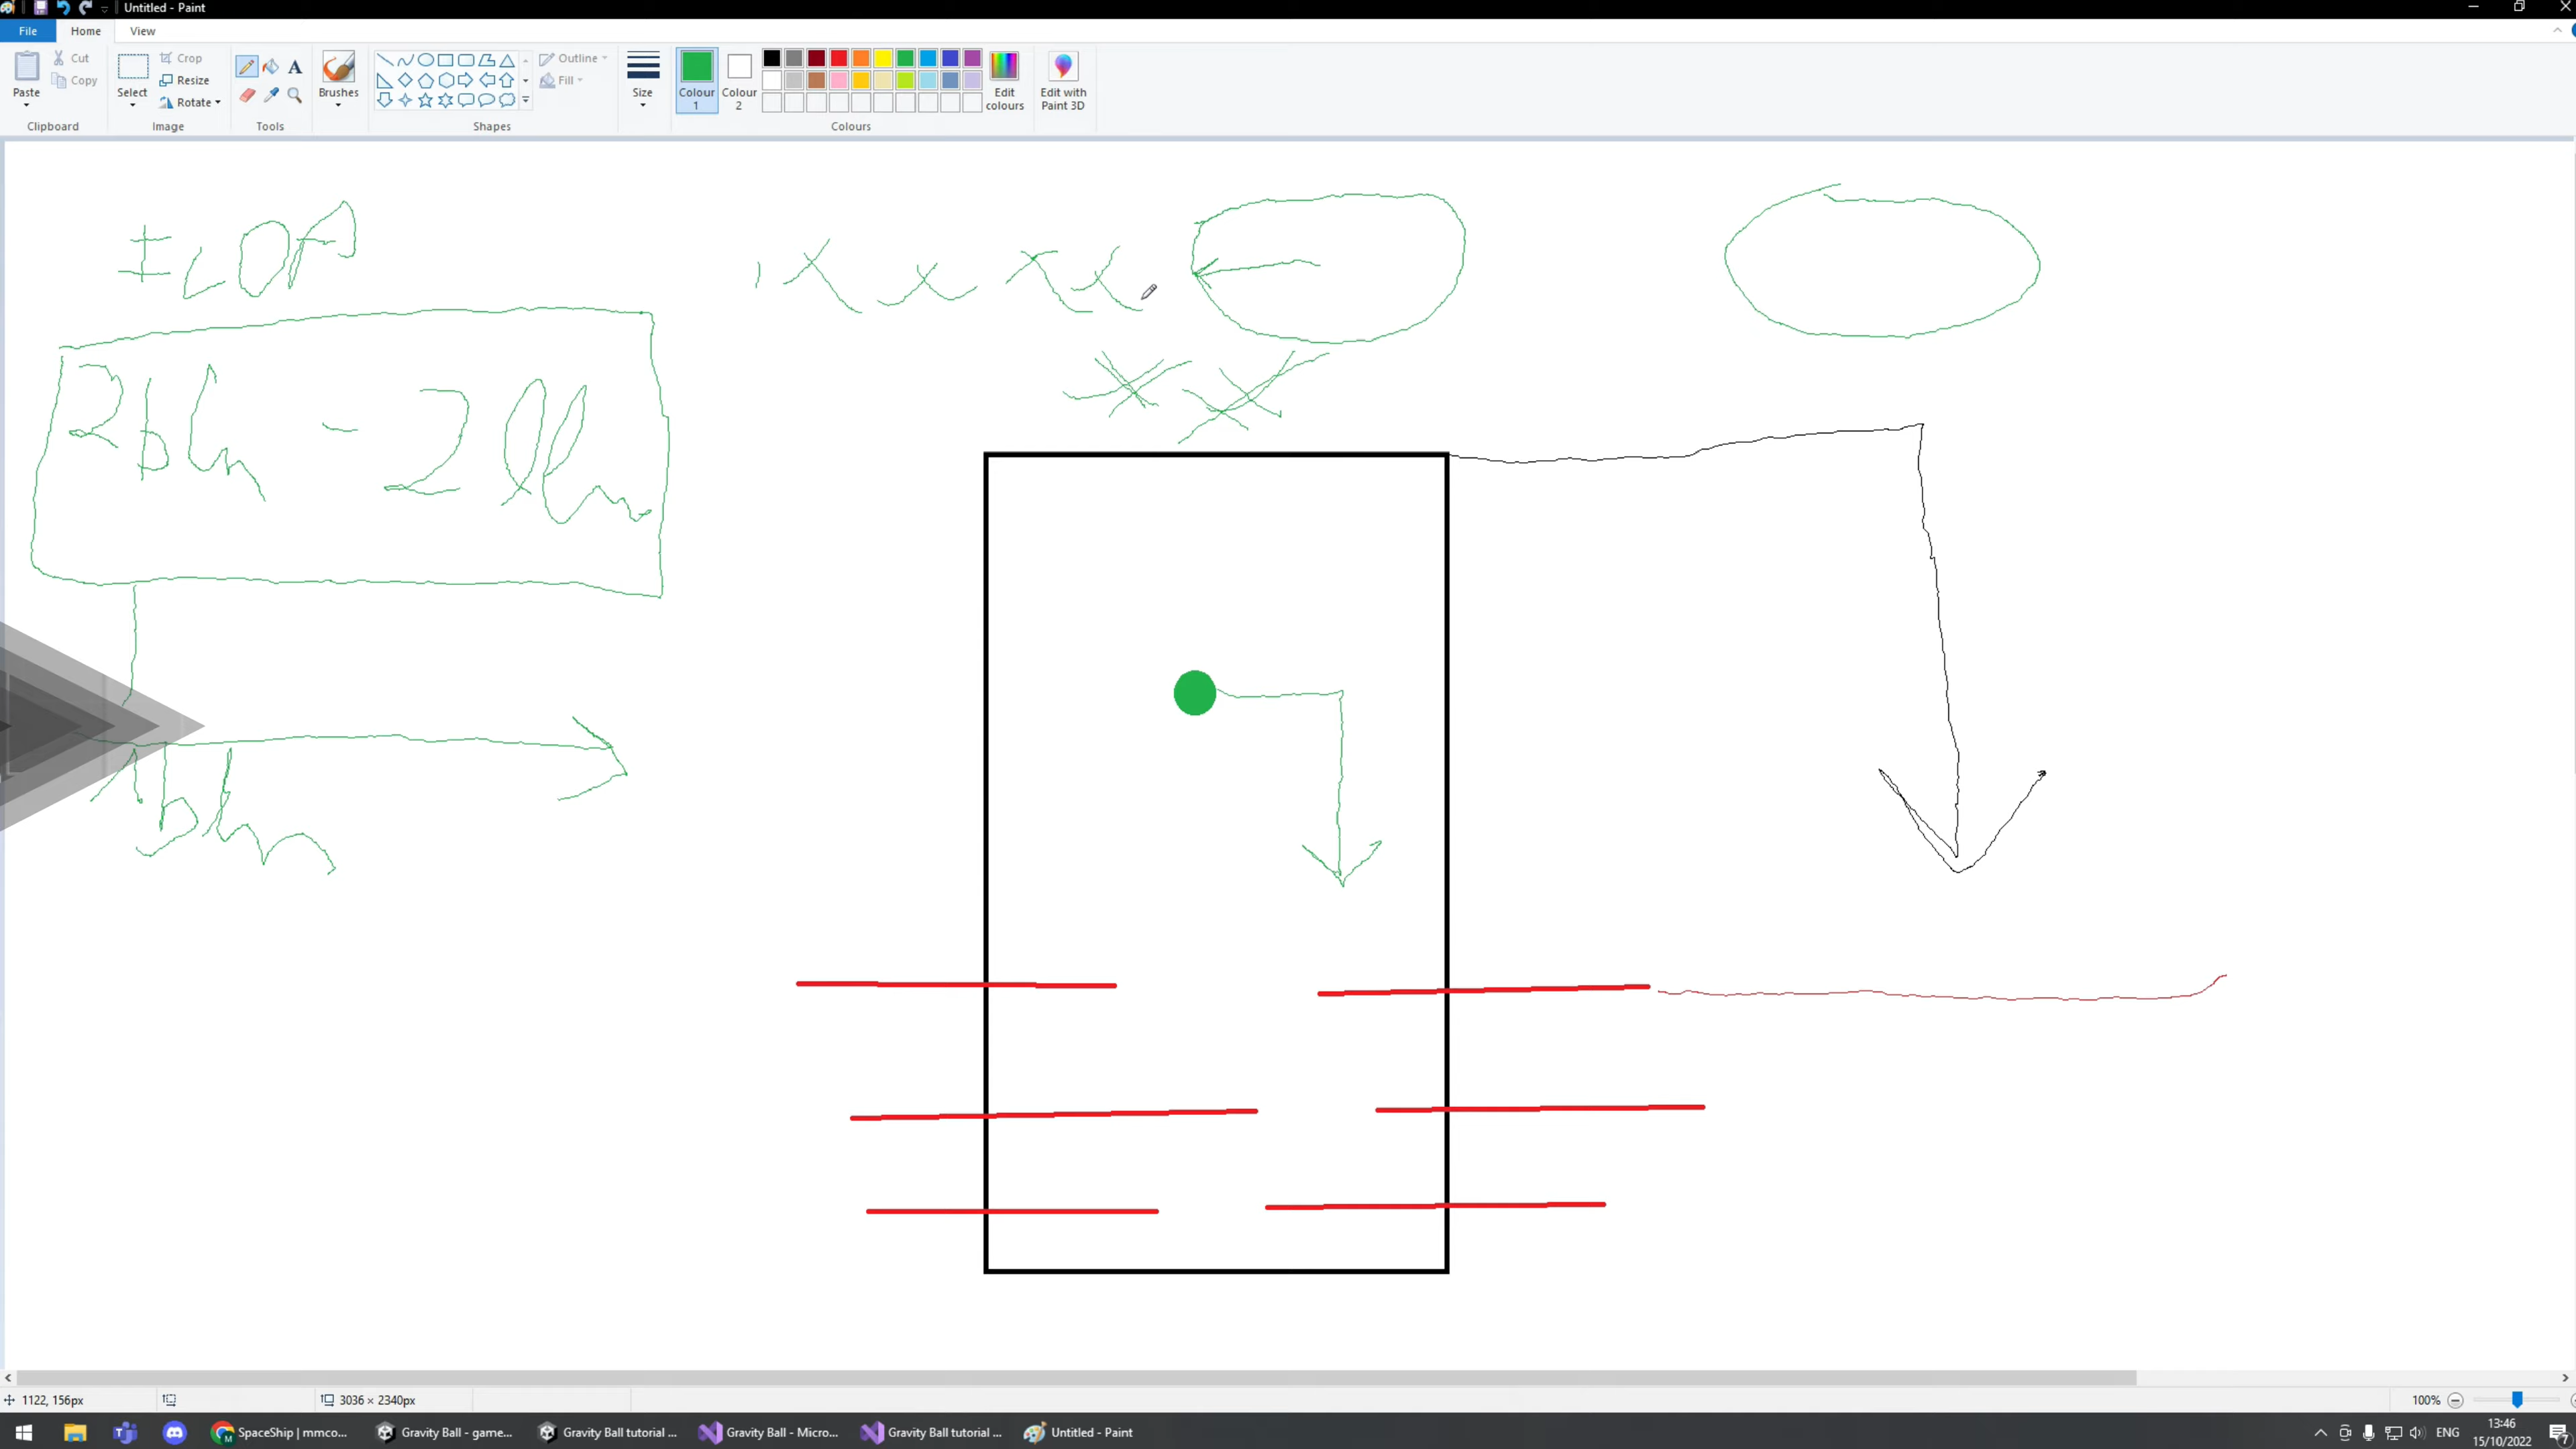 Untitled - Paint
File Home View
Cut
Copy
Paste
Clipboard
Crop
Resize
Rotate
Select
Image
Tools
Brushes
Shapes
Outline
Fill
Size
Colour 1
Colour 2
Colours
Edit colours
Edit with Paint 3D
1122, 156px
3036 × 2340px
100%
SpaceShip | mmco...
Gravity Ball - game...
Gravity Ball tutorial ...
Gravity Ball - Micro...
Gravity Ball tutorial ...
Untitled - Paint
ENG
13:46
15/10/2022